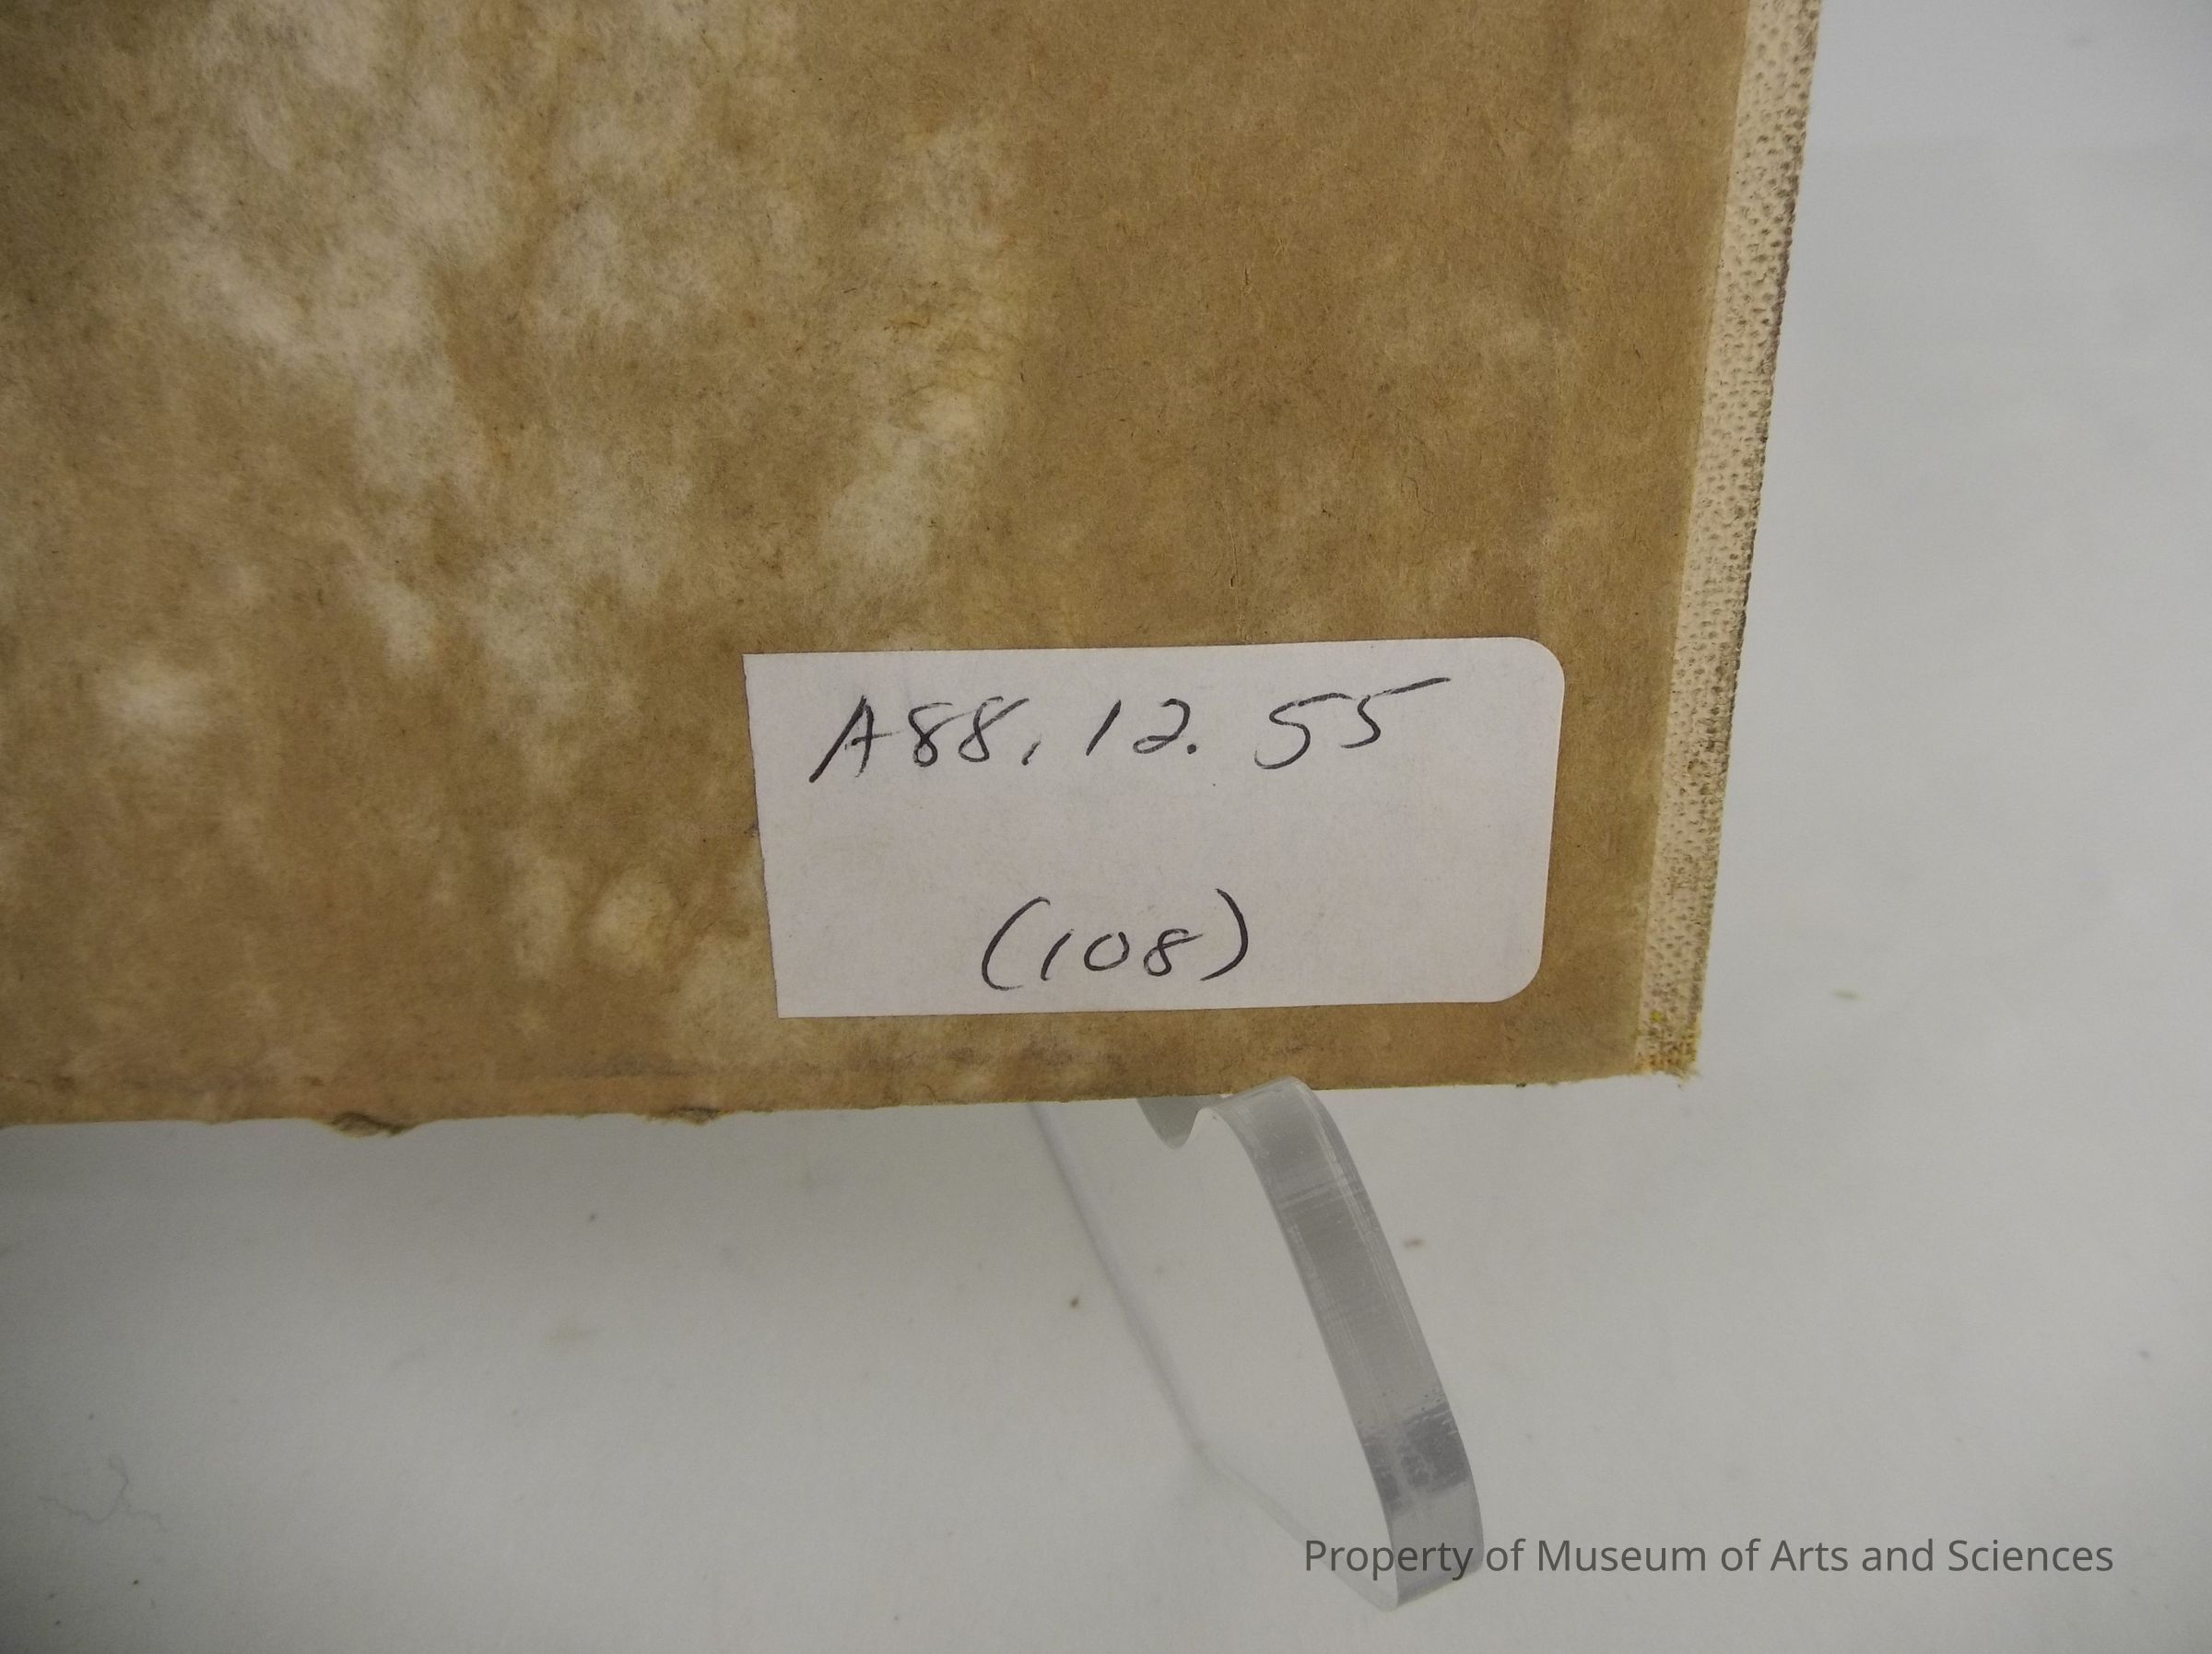 A88.12.55
(108)
Property of Museum of Arts and Sciences